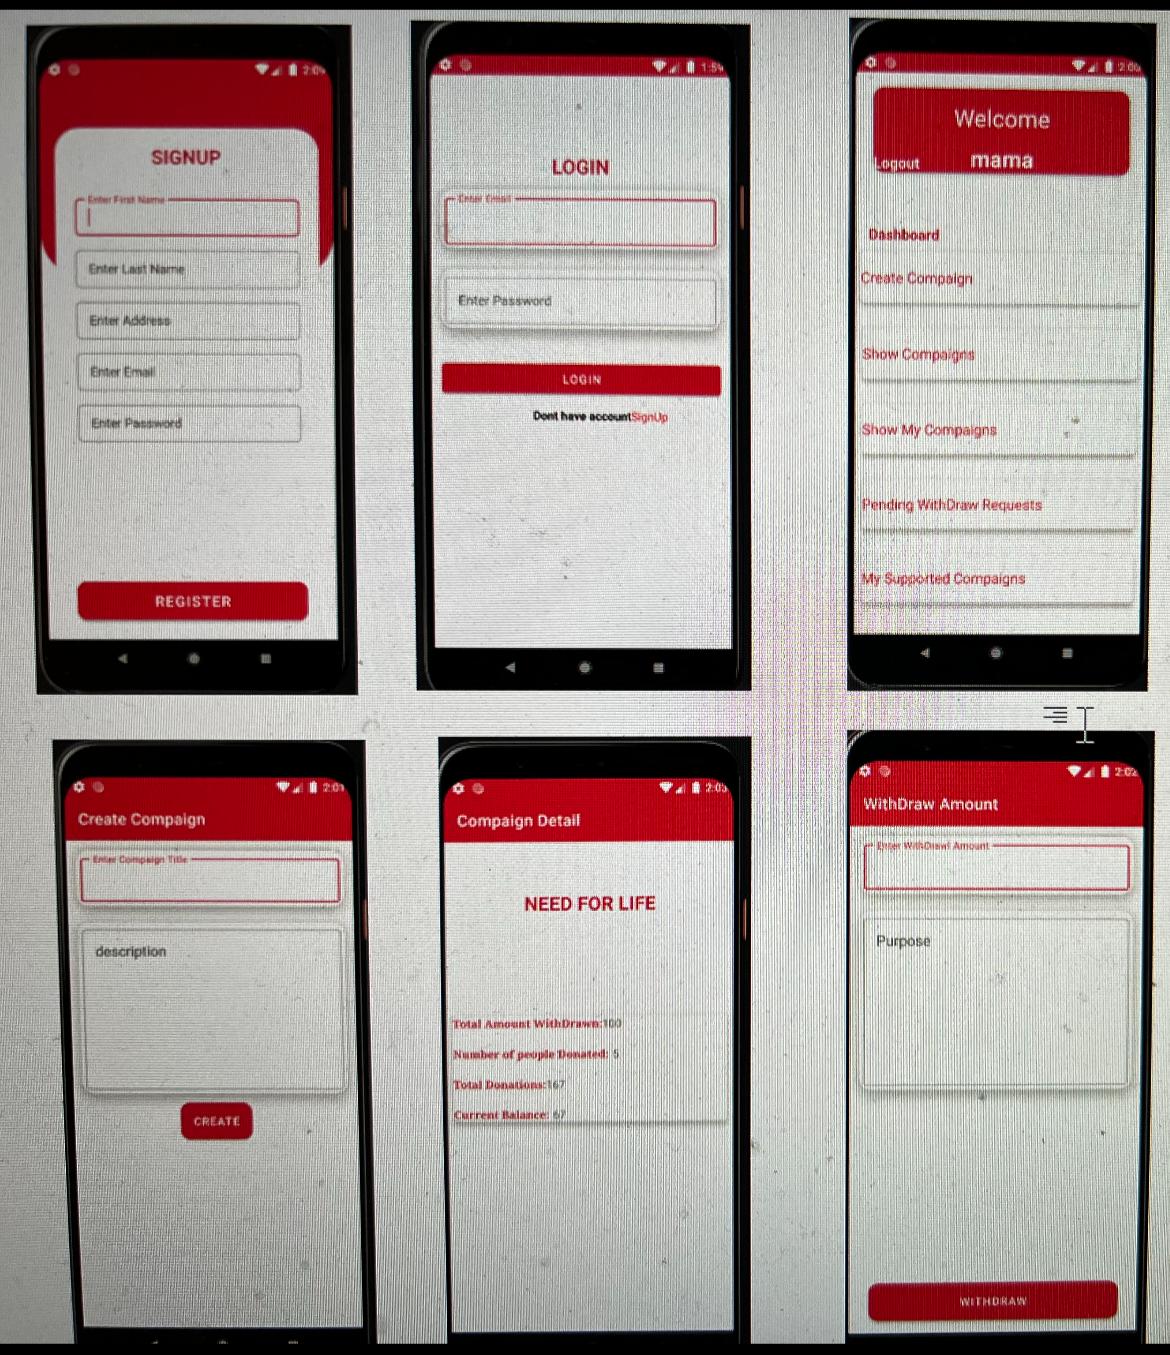 2:09
SIGNUP
Enter First Name
Enter Last Name
Enter Address
Enter Email
Enter Password
REGISTER
1:59
LOGIN
Enter Email
Enter Password
LOGIN
Dont have accountSignUp
2:00
Welcome
Logout mama
Dashboard
Create Compaign
Show Compaigns
Show My Compaigns
Pending WithDraw Requests
My Supported Compaigns
2:01
Create Compaign
Enter Compaign Title
description
CREATE
2:03
Compaign Detail
NEED FOR LIFE
Total Amount WithDrawn:100
Number of people Donated: 5
Total Donations:167
Current Balance: 67
2:02
WithDraw Amount
Enter WithDrawl Amount
Purpose
WITHDRAW